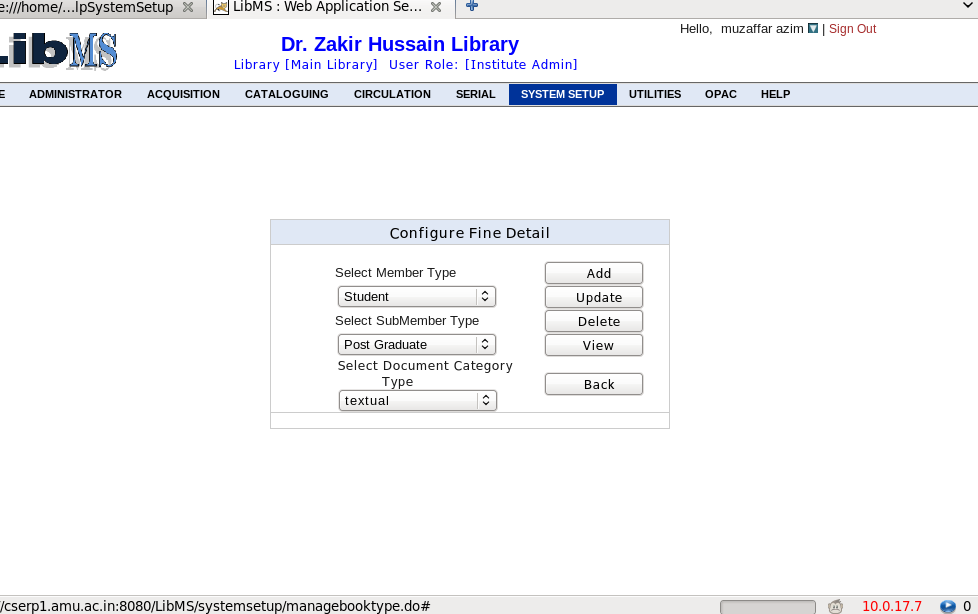 e:///home/...lpSystemSetup
LibMS : Web Application Se...
LibMS
Dr. Zakir Hussain Library
Hello, muzaffar azim | Sign Out
Library [Main Library] User Role: [Institute Admin]
E ADMINISTRATOR ACQUISITION CATALOGUING CIRCULATION SERIAL SYSTEM SETUP UTILITIES OPAC HELP
Configure Fine Detail
Select Member Type
Add
Student
Update
Select SubMember Type
Delete
Post Graduate
View
Select Document Category
Type
Back
textual
/cserp1.amu.ac.in:8080/LibMS/systemsetup/managebooktype.do#
10.0.17.7
0